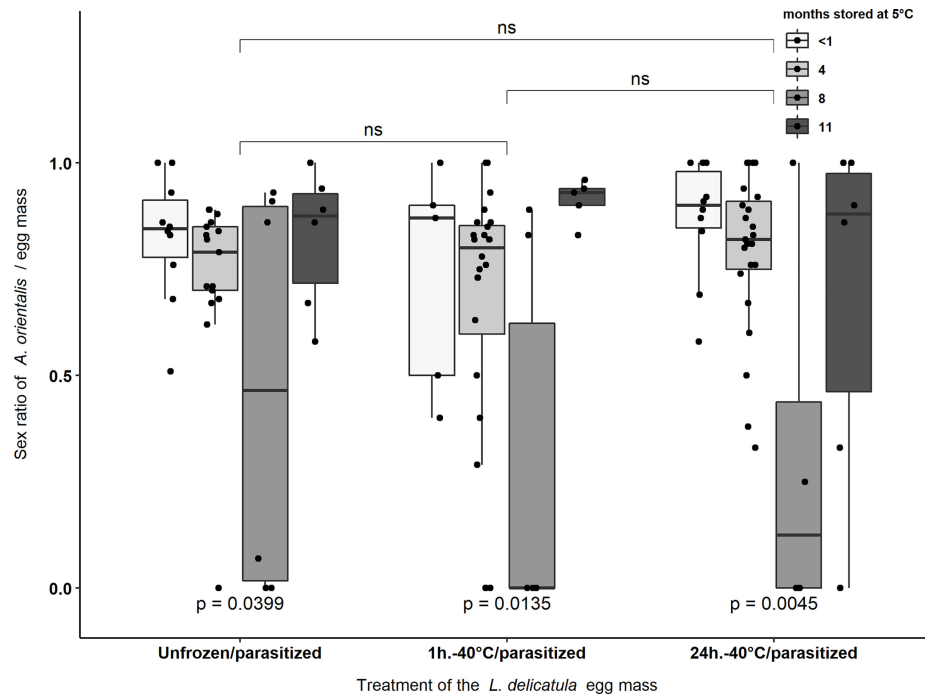 months stored at 5°C
<1
4
8
11
ns
ns
ns
1.0
0.5
0.0
Sex ratio of A. orientalis / egg mass
p = 0.0399
p = 0.0135
p = 0.0045
Unfrozen/parasitized
1h.-40°C/parasitized
24h.-40°C/parasitized
Treatment of the L. delicatula egg mass